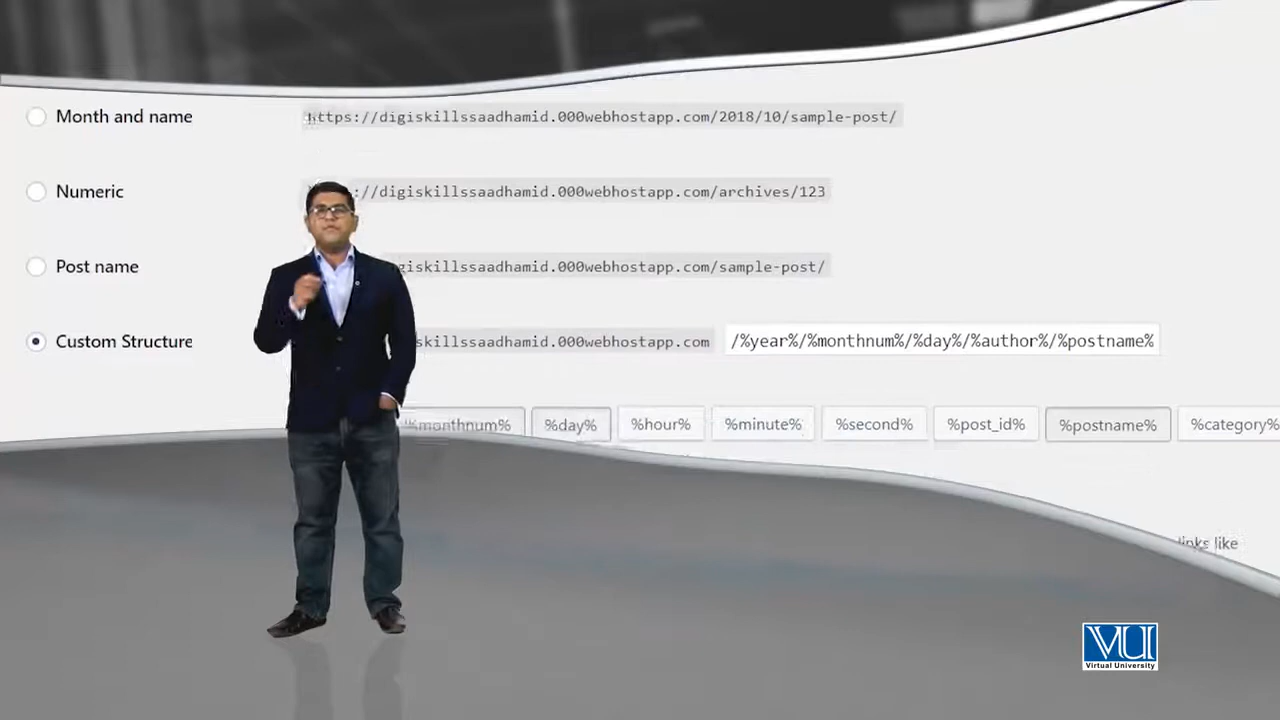 Month and name https://digiskillssaadhamid.000webhostapp.com/2018/10/sample-post/
Numeric ://digiskillssaadhamid.000webhostapp.com/archives/123
Post name giskillssaadhamid.000webhostapp.com/sample-post/
Custom Structure skillssaadhamid.000webhostapp.com /%year%/%monthnum%/%day%/%author%/%postname%
%monthnum% %day% %hour% %minute% %second% %post_id% %postname% %category%
links like
VU
Virtual University